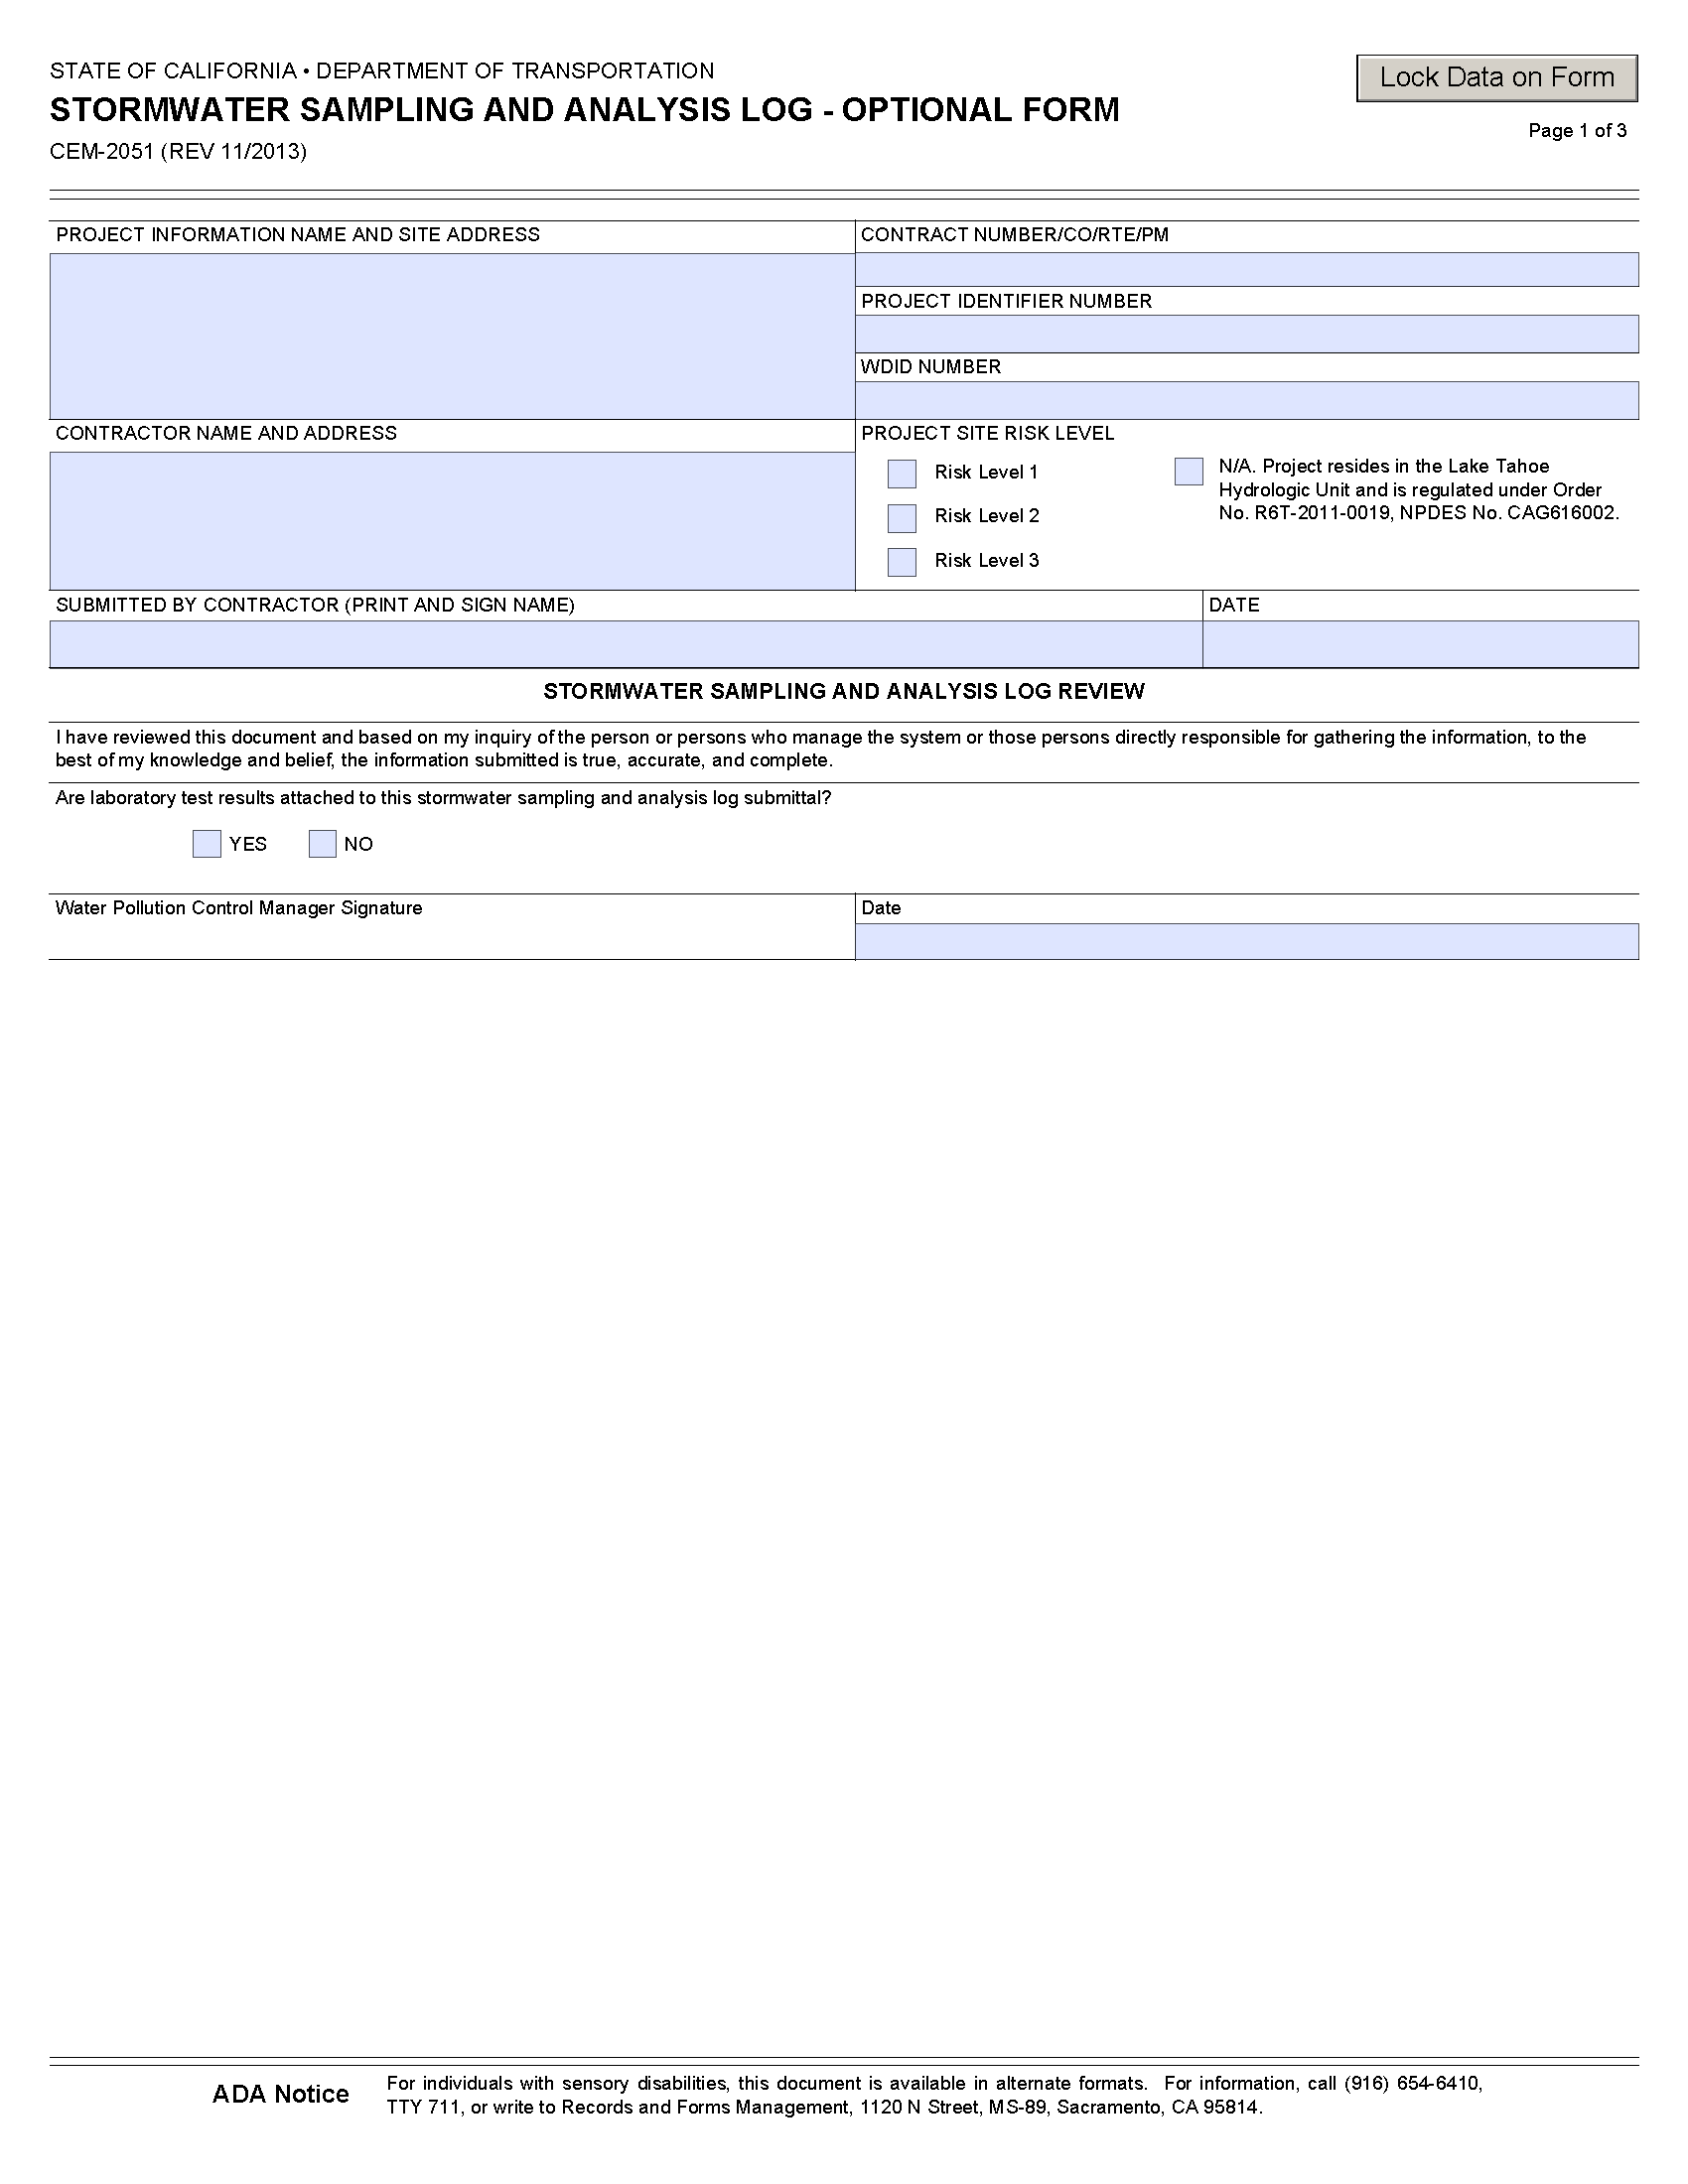 STATE OF CALIFORNIA • DEPARTMENT OF TRANSPORTATION
STORMWATER SAMPLING AND ANALYSIS LOG - OPTIONAL FORM
CEM-2051 (REV 11/2013)
Lock Data on Form
Page 1 of 3
PROJECT INFORMATION NAME AND SITE ADDRESS
CONTRACT NUMBER/CO/RTE/PM
PROJECT IDENTIFIER NUMBER
WDID NUMBER
CONTRACTOR NAME AND ADDRESS
PROJECT SITE RISK LEVEL
Risk Level 1
Risk Level 2
Risk Level 3
N/A. Project resides in the Lake Tahoe
Hydrologic Unit and is regulated under Order
No. R6T-2011-0019, NPDES No. CAG616002.
SUBMITTED BY CONTRACTOR (PRINT AND SIGN NAME)
DATE
STORMWATER SAMPLING AND ANALYSIS LOG REVIEW
I have reviewed this document and based on my inquiry of the person or persons who manage the system or those persons directly responsible for gathering the information, to the
best of my knowledge and belief, the information submitted is true, accurate, and complete.
Are laboratory test results attached to this stormwater sampling and analysis log submittal?
YES
NO
Water Pollution Control Manager Signature
Date
ADA Notice
For individuals with sensory disabilities, this document is available in alternate formats. For information, call (916) 654-6410,
TTY 711, or write to Records and Forms Management, 1120 N Street, MS-89, Sacramento, CA 95814.